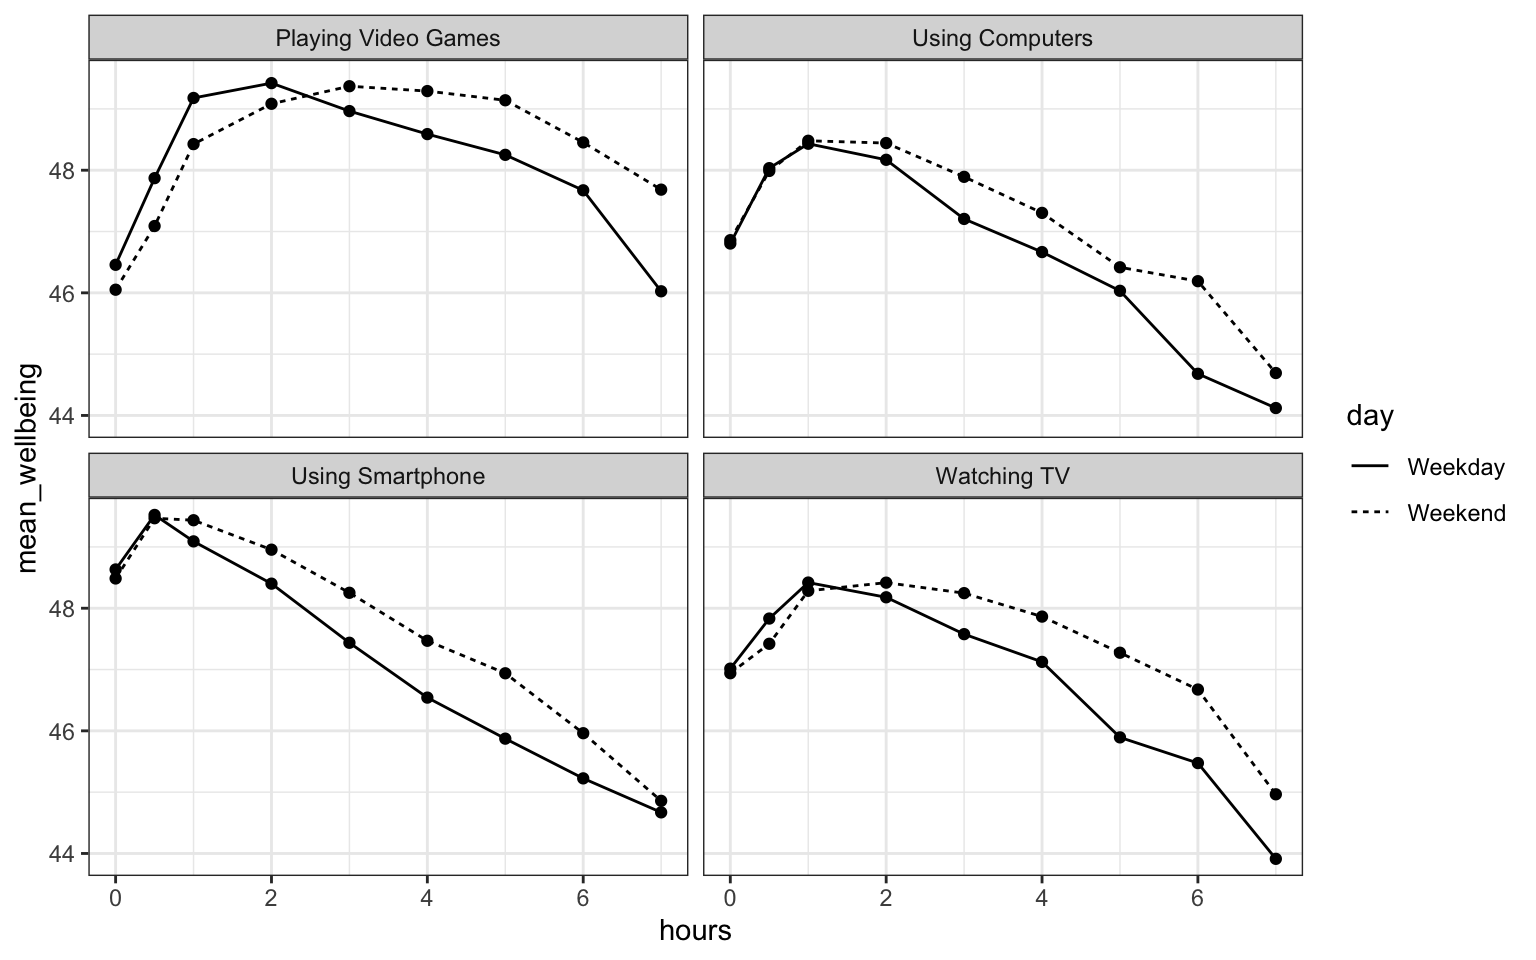 Playing Video Games
Using Computers
48
46
44
mean_wellbeing
Using Smartphone
Watching TV
48
46
44
0 2 4 6
0 2 4 6
hours
day
Weekday
Weekend